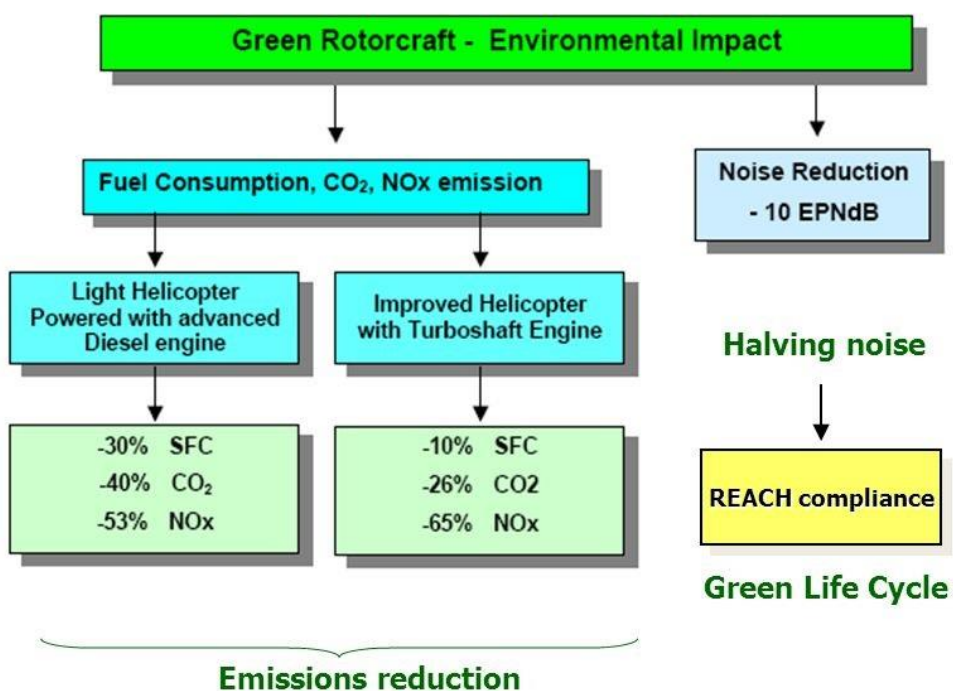 Green Rotorcraft - Environmental Impact
Fuel Consumption, CO₂, NOx emission
Noise Reduction
- 10 EPNdB
Light Helicopter
Powered with advanced
Diesel engine
Improved Helicopter
with Turboshaft Engine
Halving noise
-30% SFC
-40% CO₂
-53% NOx
-10% SFC
-26% CO2
-65% NOx
REACH compliance
Green Life Cycle
Emissions reduction